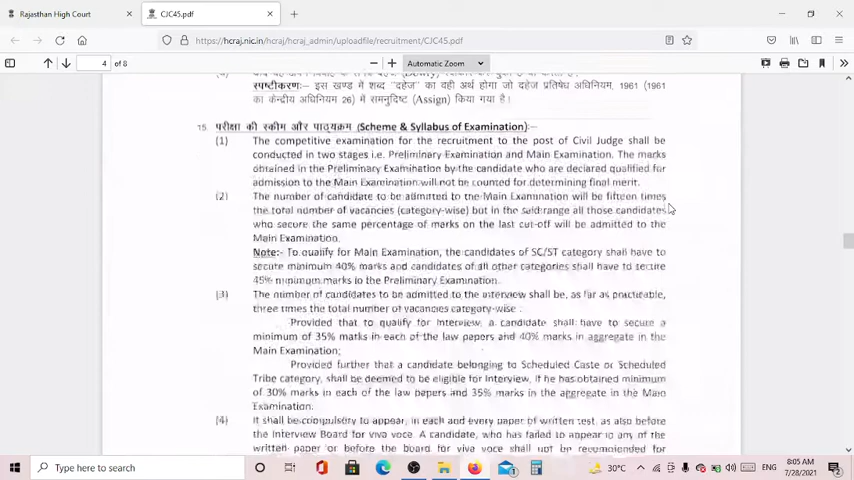 Rajasthan High Court
CJC45.pdf
https://hcraj.nic.in/hcraj/hcraj_admin/uploadfile/recruitment/CJC45.pdf
4 of 8
Automatic Zoom
स्पष्टीकरण:- इस खण्ड में शब्द "दहेज" का वही अर्थ होगा जो दहेज प्रतिषेध अधिनियम, 1961 (1961
का केन्द्रीय अधिनियम 26) में समनुदिष्ट (Assign) किया गया है।
15. परीक्षा की स्कीम और पाठ्यक्रम (Scheme & Syllabus of Examination):-
(1) The competitive examination for the recruitment to the post of Civil Judge shall be
conducted in two stages i.e. Preliminary Examination and Main Examination. The marks
obtained in the Preliminary Examination by the candidate who are declared qualified for
admission to the Main Examination will not be counted for determining final merit.
(2) The number of candidate to be admitted to the Main Examination will be fifteen times
the total number of vacancies (category-wise) but in the said range all those candidates
who secure the same percentage of marks on the last cut-off will be admitted to the
Main Examination.
Note:- To qualify for Main Examination, the candidates of SC/ST category shall have to
secure minimum 40% marks and candidates of all other categories shall have to secure
45% minimum marks in the Preliminary Examination.
(3) The number of candidates to be admitted to the interview shall be, as far as practicable,
three times the total number of vacancies category-wise :
Provided that to qualify for Interview, a candidate shall have to secure a
minimum of 35% marks in each of the law papers and 40% marks in aggregate in the
Main Examination;
Provided further that a candidate belonging to Scheduled Caste or Scheduled
Tribe category, shall be deemed to be eligible for Interview, if he has obtained minimum
of 30% marks in each of the law papers and 35% marks in the aggregate in the Main
Examination.
(4) It shall be compulsory to appear, in each and every paper of written test, as also before
the Interview Board for viva voce. A candidate, who has failed to appear in any of the
written paper or before the board for viva voce shall not be recommended for
Type here to search
30°C
ENG
8:05 AM
7/28/2021